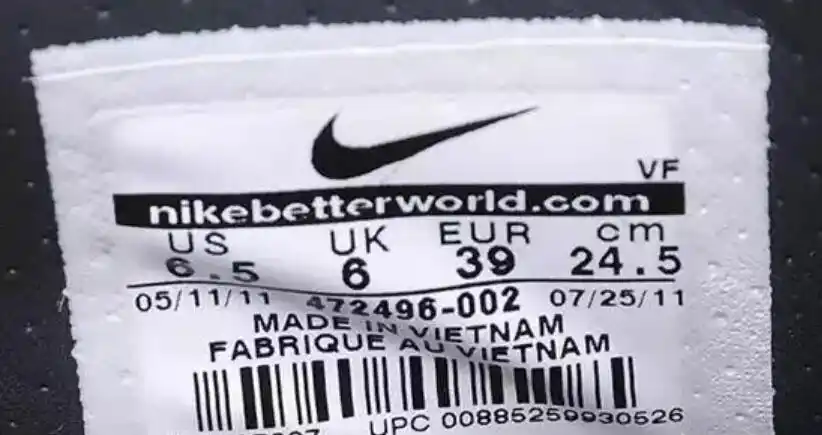 VF
nikebetterworld.com
US UK EUR cm
6.5 6 39 24.5
05/11/11 472496-002 07/25/11
MADE IN VIETNAM
FABRIQUE AU VIETNAM
UPC 00885259930526